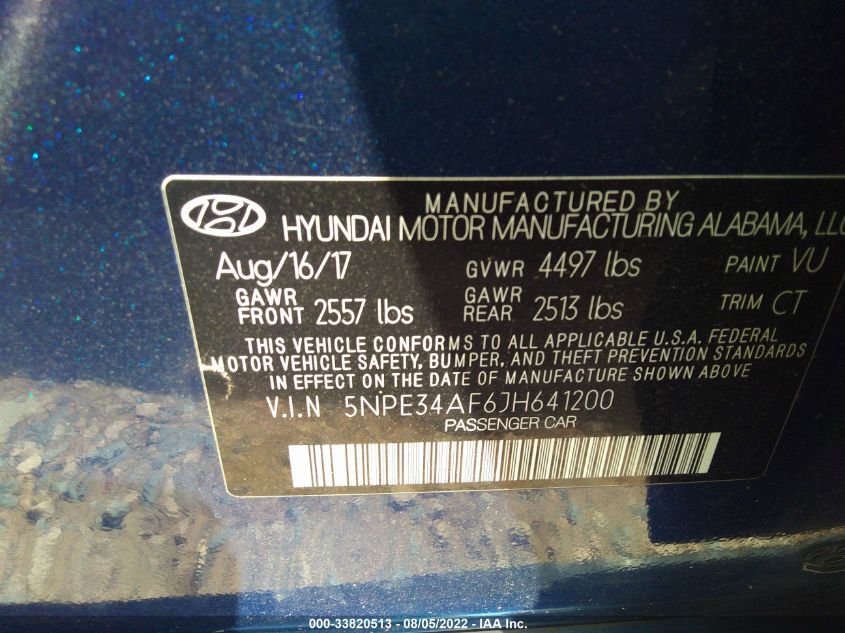 MANUFACTURED BY
HYUNDAI MOTOR MANUFACTURING ALABAMA, LLC
Aug/16/17 GVWR 4497 lbs PAINT VU
GAWR FRONT 2557 lbs GAWR REAR 2513 lbs TRIM CT
THIS VEHICLE CONFORMS TO ALL APPLICABLE U.S.A. FEDERAL
MOTOR VEHICLE SAFETY, BUMPER, AND THEFT PREVENTION STANDARDS
IN EFFECT ON THE DATE OF MANUFACTURE SHOWN ABOVE
V.I.N 5NPE34AF6JH641200
PASSENGER CAR
000-33820513 - 08/05/2022 - IAA Inc.